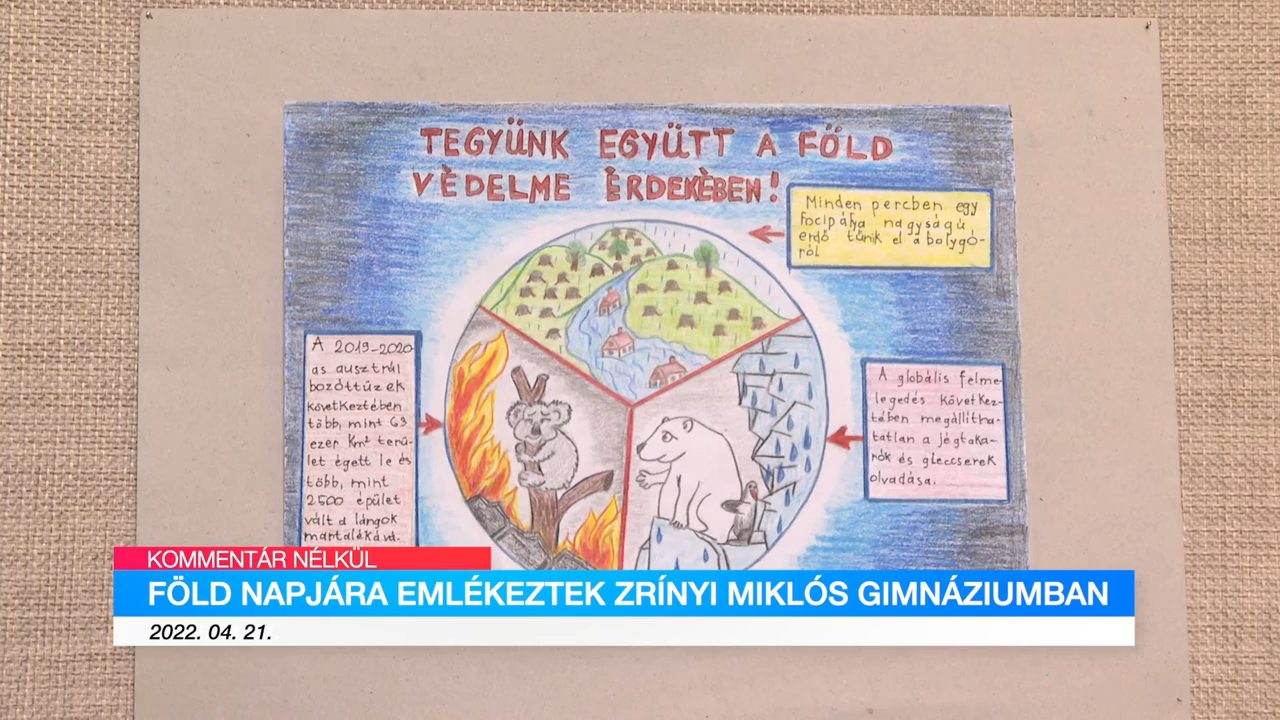 TEGYÜNK EGYÜTT A FÖLD
VÉDELME ÉRDEKÉBEN!
Minden percben egy
focipálya nagyságú
erdő tűnik el a bolygó-
ról
A 2019-2020-
as ausztrál
bozóttüzek
következtében
több, mint 63
ezer km² terü-
let égett le és
több, mint
2500 épület
vált a lángok
martalékává.
A globális felme-
legedés következ-
tében megállítha-
tatlan a jégtaka-
rók és gleccserek
olvadása.
KOMMENTÁR NÉLKÜL
FÖLD NAPJÁRA EMLÉKEZTEK ZRÍNYI MIKLÓS GIMNÁZIUMBAN
2022. 04. 21.